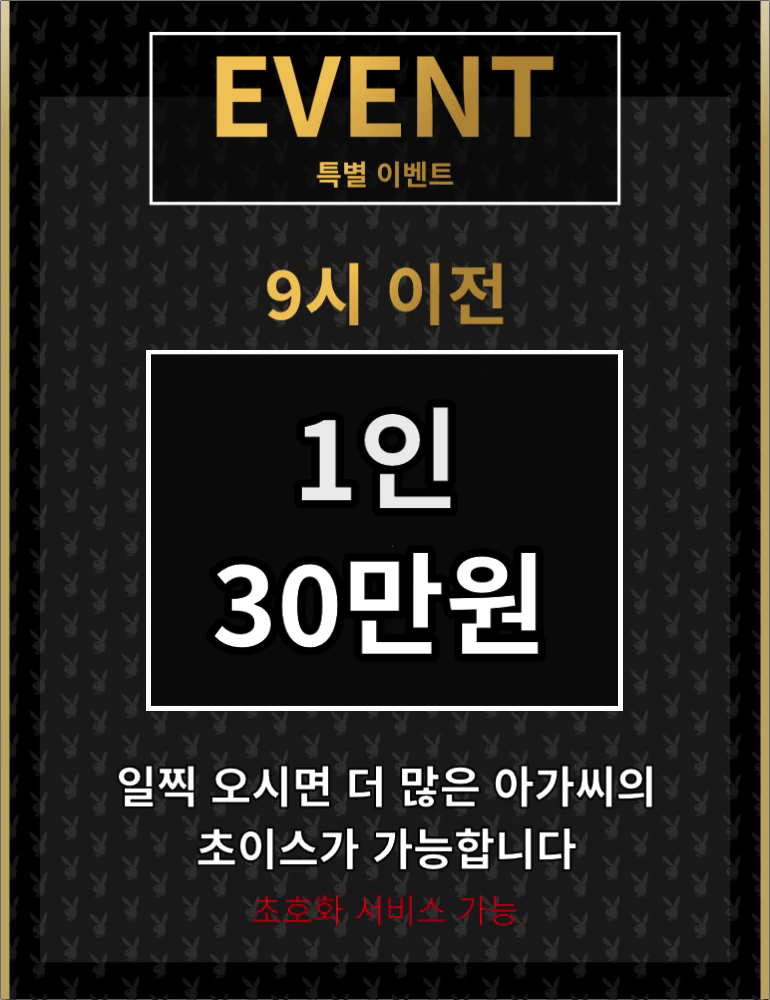 EVENT
특별 이벤트
9시 이전
1인
30만원
일찍 오시면 더 많은 아가씨의
초이스가 가능합니다
초호화 서비스 가능